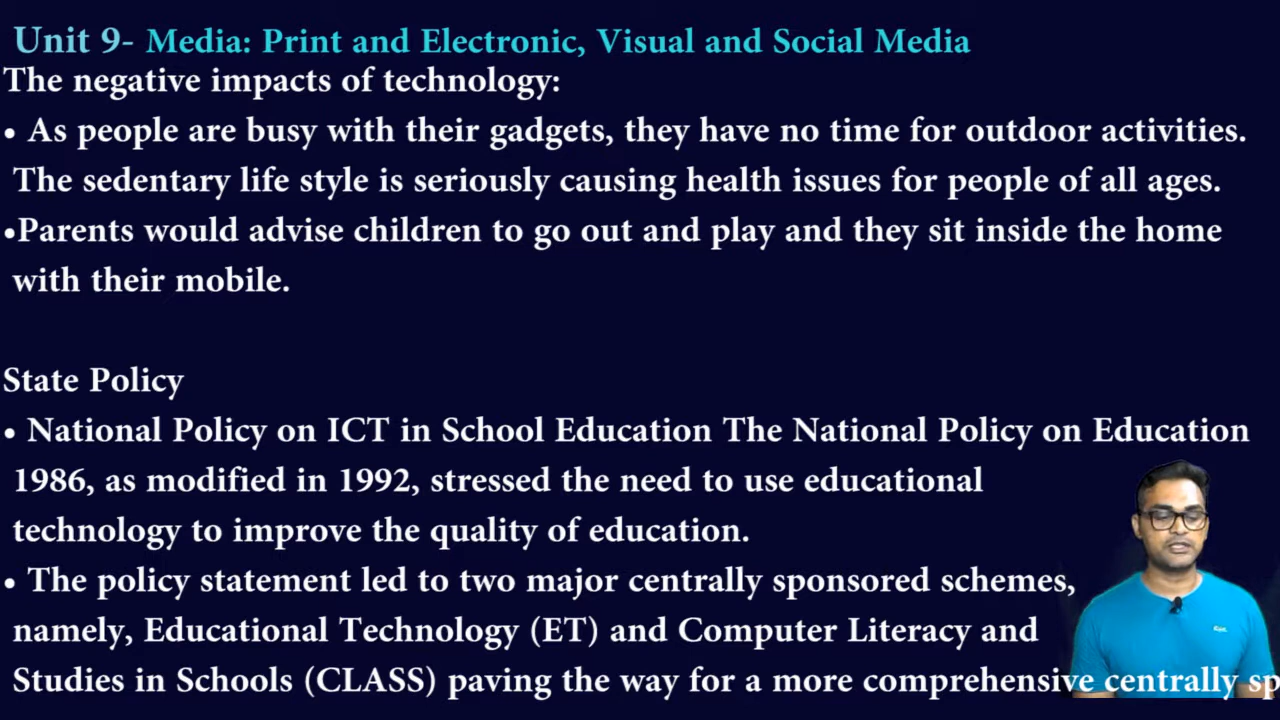 Unit 9- Media: Print and Electronic, Visual and Social Media
The negative impacts of technology:
• As people are busy with their gadgets, they have no time for outdoor activities.
The sedentary life style is seriously causing health issues for people of all ages.
•Parents would advise children to go out and play and they sit inside the home
with their mobile.
State Policy
• National Policy on ICT in School Education The National Policy on Education
1986, as modified in 1992, stressed the need to use educational
technology to improve the quality of education.
• The policy statement led to two major centrally sponsored schemes,
namely, Educational Technology (ET) and Computer Literacy and
Studies in Schools (CLASS) paving the way for a more comprehensive centrally sp